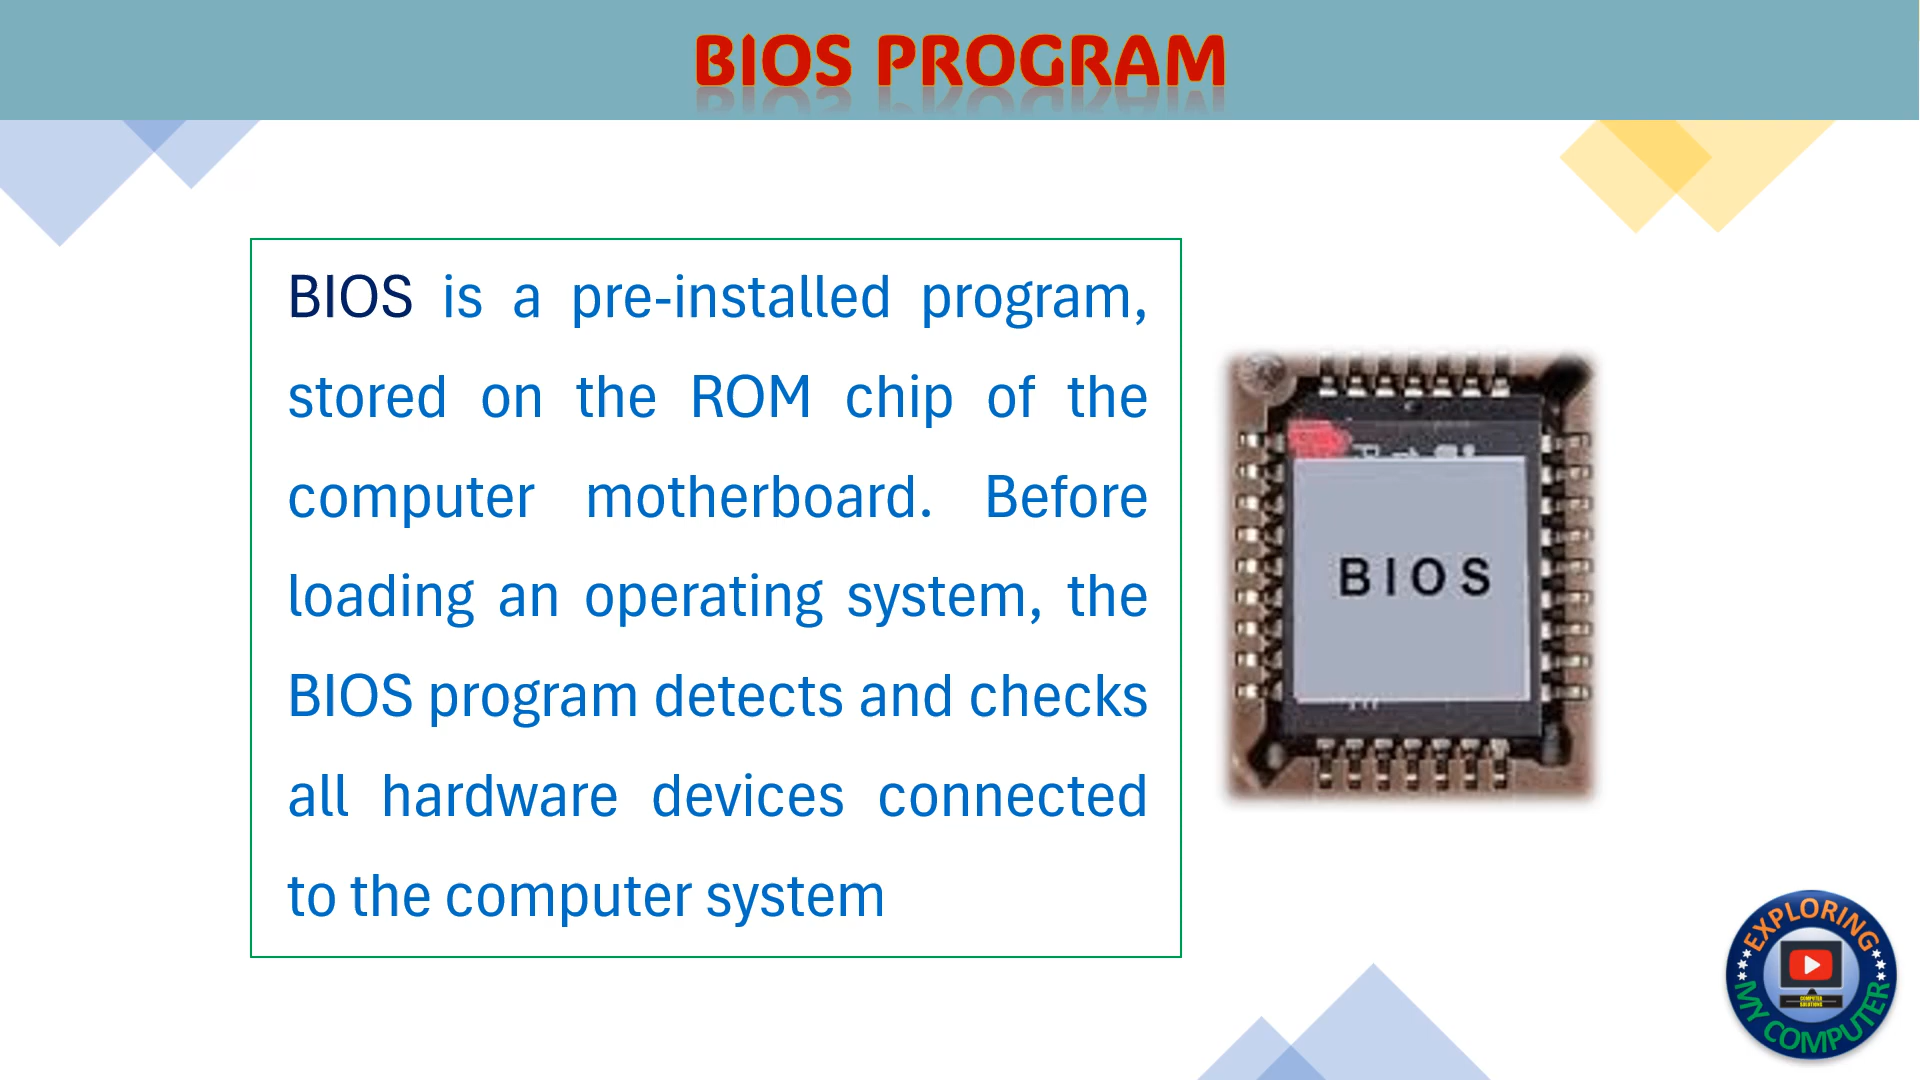 BIOS PROGRAM
BIOS is a pre-installed program,
stored on the ROM chip of the
computer motherboard. Before
loading an operating system, the
BIOS program detects and checks
all hardware devices connected
to the computer system
BIOS
EXPLORING
COMPUTER
SOLUTIONS
MY COMPUTER